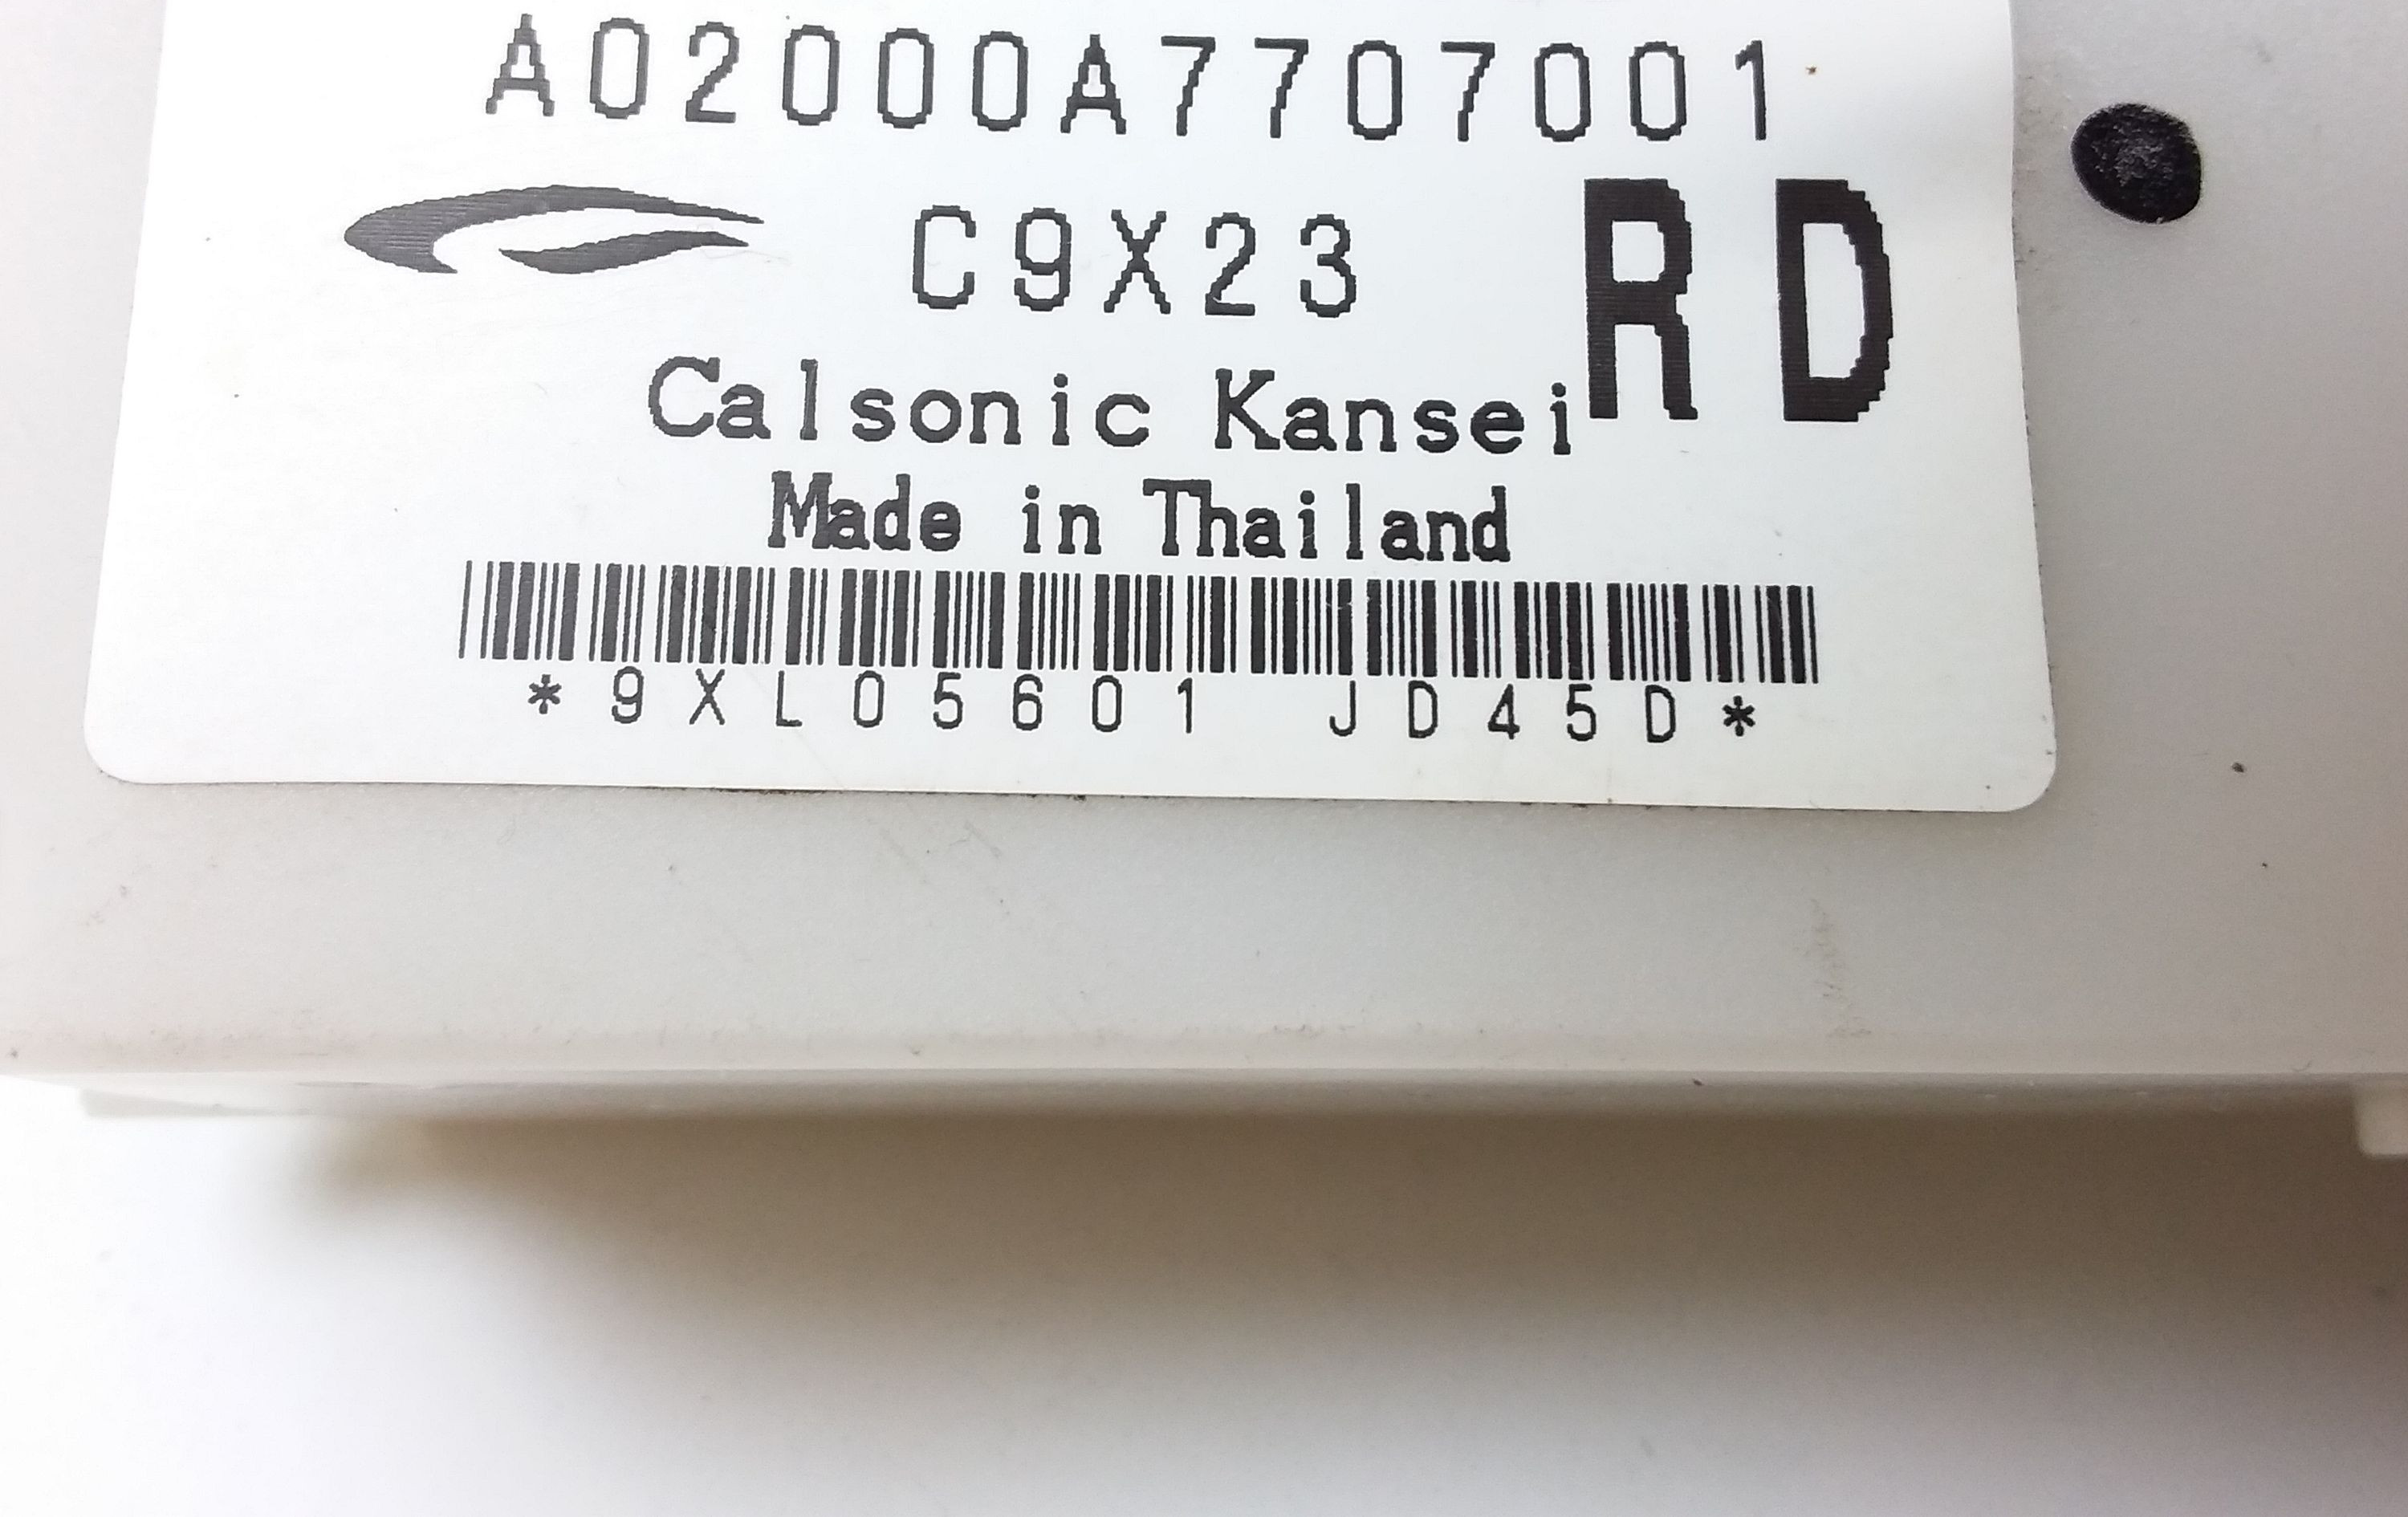 A02000A7707001
C9X23 RD
Calsonic Kansei
Made in Thailand
*9XL05601 JD45D*